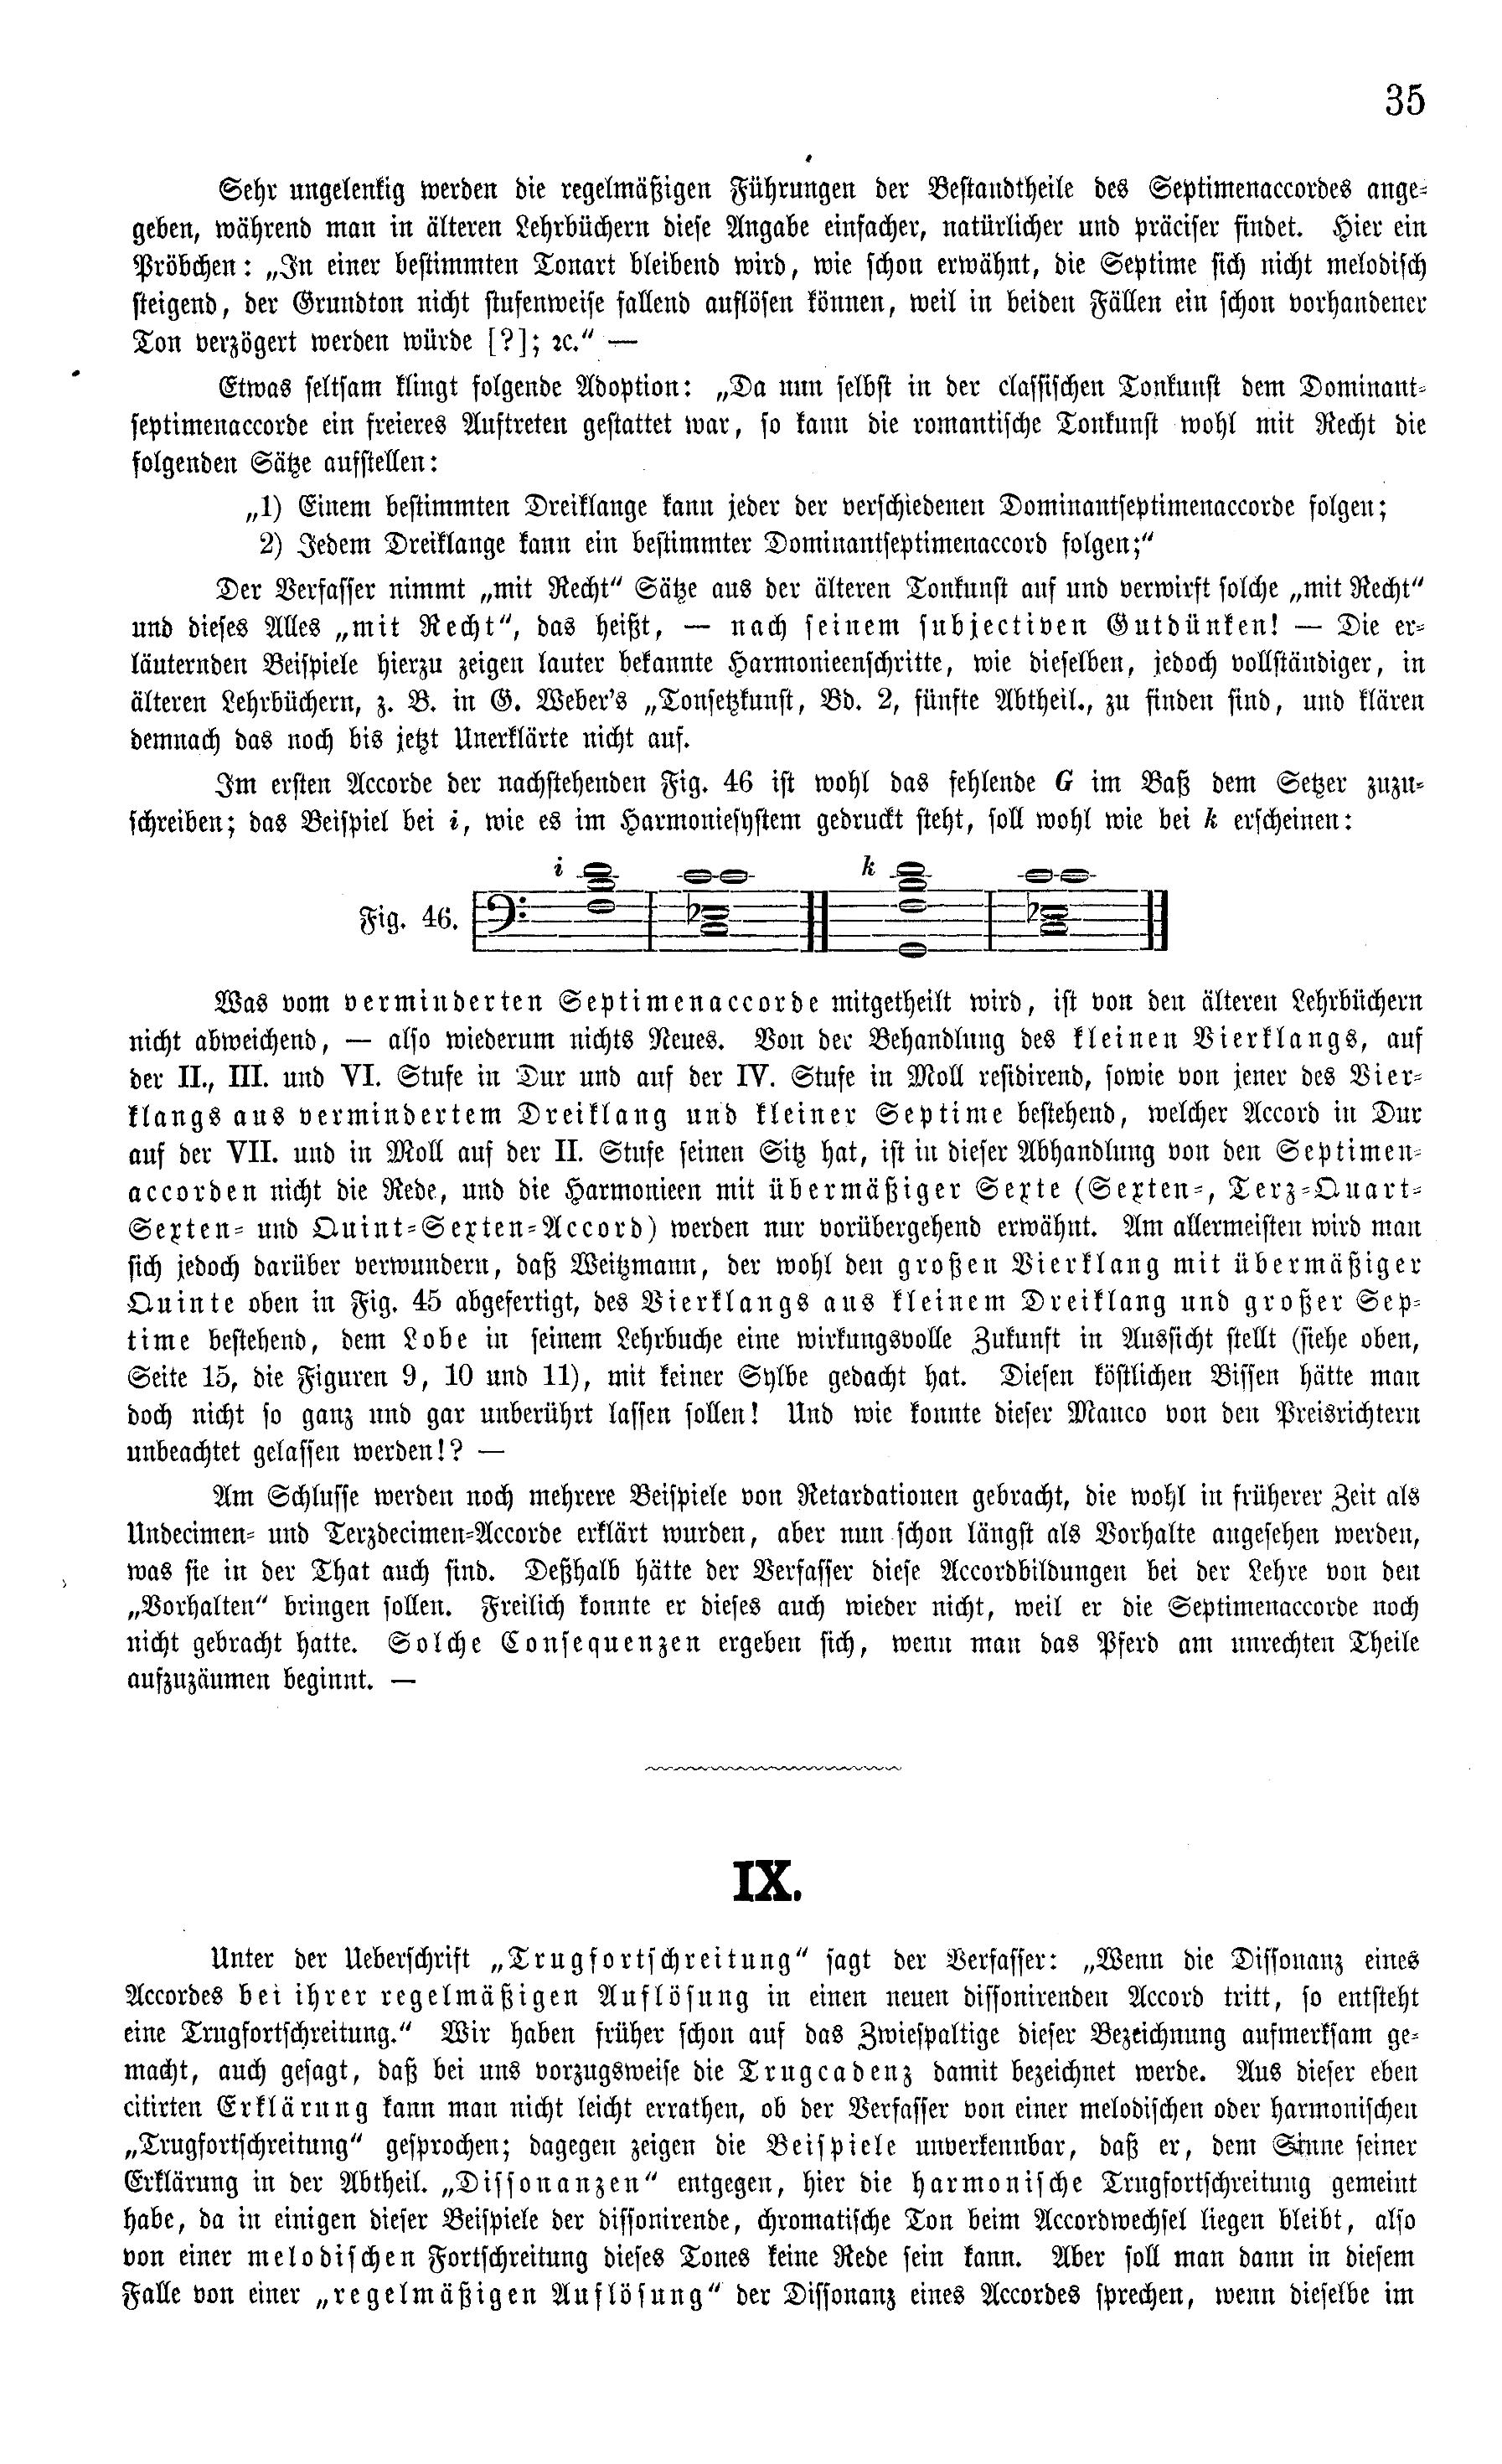 35
Sehr ungelenkig werden die regelmäßigen Führungen der Bestandtheile des Septimenaccordes ange-
geben, während man in älteren Lehrbüchern diese Angabe einfacher, natürlicher und präciser findet. Hier ein
Pröbchen: „In einer bestimmten Tonart bleibend wird, wie schon erwähnt, die Septime sich nicht melodisch
steigend, der Grundton nicht stufenweise fallend auflösen können, weil in beiden Fällen ein schon vorhandener
Ton verzögert werden würde [?]; ꝛc.“ —
Etwas seltsam klingt folgende Adoption: „Da nun selbst in der classischen Tonkunst dem Dominant-
septimenaccorde ein freieres Auftreten gestattet war, so kann die romantische Tonkunst wohl mit Recht die
folgenden Sätze aufstellen:
„1) Einem bestimmten Dreiklange kann jeder der verschiedenen Dominantseptimenaccorde folgen;
2) Jedem Dreiklange kann ein bestimmter Dominantseptimenaccord folgen;“
Der Verfasser nimmt „mit Recht“ Sätze aus der älteren Tonkunst auf und verwirft solche „mit Recht“
und dieses Alles „mit Recht“, das heißt, — nach seinem subjectiven Gutdünken! — Die er-
läuternden Beispiele hierzu zeigen lauter bekannte Harmonieenschritte, wie dieselben, jedoch vollständiger, in
älteren Lehrbüchern, z. B. in G. Weber's „Tonsetzkunst, Bd. 2, fünfte Abtheil., zu finden sind, und klären
demnach das noch bis jetzt Unerklärte nicht auf.
Im ersten Accorde der nachstehenden Fig. 46 ist wohl das fehlende G im Baß dem Setzer zuzu-
schreiben; das Beispiel bei i, wie es im Harmoniesystem gedruckt steht, soll wohl wie bei k erscheinen:
i k
Fig. 46.
Was vom verminderten Septimenaccorde mitgetheilt wird, ist von den älteren Lehrbüchern
nicht abweichend, — also wiederum nichts Neues. Von der Behandlung des kleinen Vierklangs, auf
der II., III. und VI. Stufe in Dur und auf der IV. Stufe in Moll residirend, sowie von jener des Vier-
klangs aus vermindertem Dreiklang und kleiner Septime bestehend, welcher Accord in Dur
auf der VII. und in Moll auf der II. Stufe seinen Sitz hat, ist in dieser Abhandlung von den Septimen-
accorden nicht die Rede, und die Harmonieen mit übermäßiger Sexte (Sexten-, Terz-Quart-
Sexten- und Quint-Sexten-Accord) werden nur vorübergehend erwähnt. Am allermeisten wird man
sich jedoch darüber verwundern, daß Weitzmann, der wohl den großen Vierklang mit übermäßiger
Quinte oben in Fig. 45 abgefertigt, des Vierklangs aus kleinem Dreiklang und großer Sep-
time bestehend, dem Lobe in seinem Lehrbuche eine wirkungsvolle Zukunft in Aussicht stellt (siehe oben,
Seite 15, die Figuren 9, 10 und 11), mit keiner Sylbe gedacht hat. Diesen köstlichen Bissen hätte man
doch nicht so ganz und gar unberührt lassen sollen! Und wie konnte dieser Manco von den Preisrichtern
unbeachtet gelassen werden!? —
Am Schlusse werden noch mehrere Beispiele von Retardationen gebracht, die wohl in früherer Zeit als
Undecimen- und Terzdecimen-Accorde erklärt wurden, aber nun schon längst als Vorhalte angesehen werden,
was sie in der That auch sind. Deßhalb hätte der Verfasser diese Accordbildungen bei der Lehre von den
„Vorhalten“ bringen sollen. Freilich konnte er dieses auch wieder nicht, weil er die Septimenaccorde noch
nicht gebracht hatte. Solche Consequenzen ergeben sich, wenn man das Pferd am unrechten Theile
aufzuzäumen beginnt. —
IX.
Unter der Ueberschrift „Trugfortschreitung“ sagt der Verfasser: „Wenn die Dissonanz eines
Accordes bei ihrer regelmäßigen Auflösung in einen neuen dissonirenden Accord tritt, so entsteht
eine Trugfortschreitung.“ Wir haben früher schon auf das Zwiespaltige dieser Bezeichnung aufmerksam ge-
macht, auch gesagt, daß bei uns vorzugsweise die Trugcadenz damit bezeichnet werde. Aus dieser eben
citirten Erklärung kann man nicht leicht errathen, ob der Verfasser von einer melodischen oder harmonischen
„Trugfortschreitung“ gesprochen; dagegen zeigen die Beispiele unverkennbar, daß er, dem Sinne seiner
Erklärung in der Abtheil. „Dissonanzen“ entgegen, hier die harmonische Trugfortschreitung gemeint
habe, da in einigen dieser Beispiele der dissonirende, chromatische Ton beim Accordwechsel liegen bleibt, also
von einer melodischen Fortschreitung dieses Tones keine Rede sein kann. Aber soll man dann in diesem
Falle von einer „regelmäßigen Auflösung“ der Dissonanz eines Accordes sprechen, wenn dieselbe im